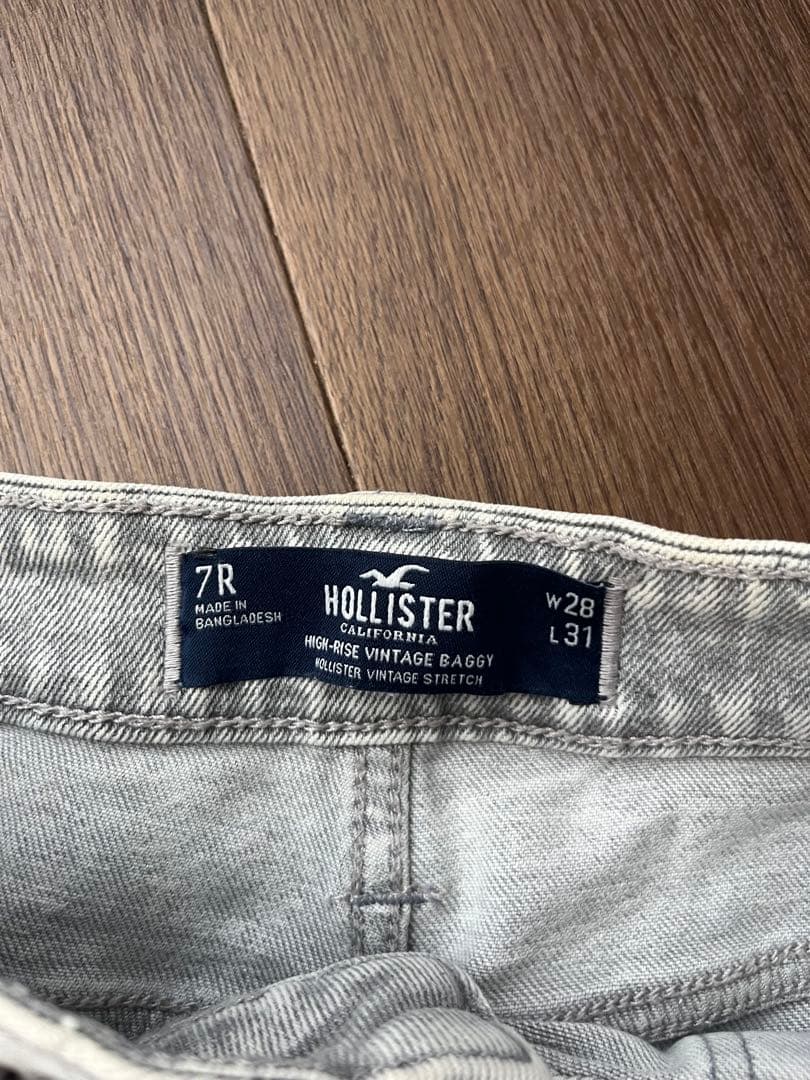 7R
MADE IN
BANGLADESH
HOLLISTER
CALIFORNIA
HIGH-RISE VINTAGE BAGGY
HOLLISTER VINTAGE STRETCH
W28
L31